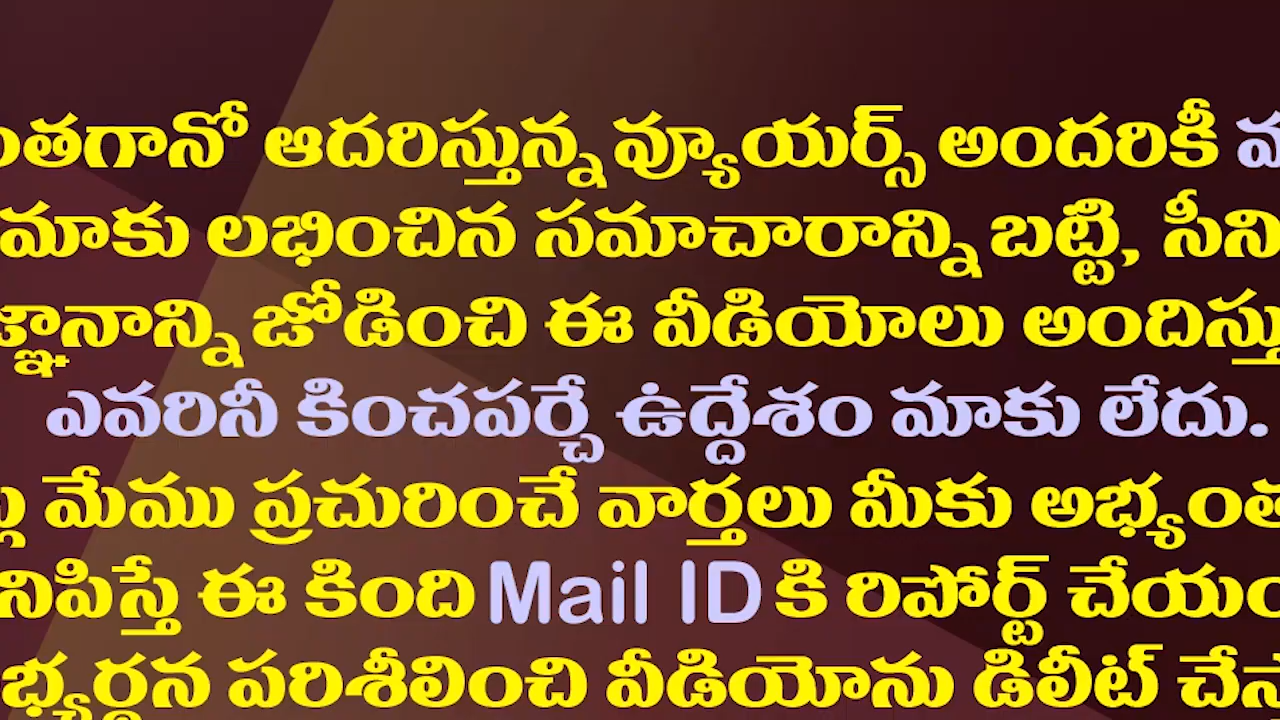 ఆదరిస్తున్న వ్యూయర్స్ అందరికీ
మాకు లభించిన సమాచారాన్ని బట్టి,
జోడించి ఈ వీడియోలు
ఎవరినీ కించపర్చే ఉద్దేశం మాకు లేదు.
మేము ప్రచురించే వార్తలు మీకు
ఈ కింది Mail ID కి రిపోర్ట్
పరిశీలించి వీడియోను డిలీట్